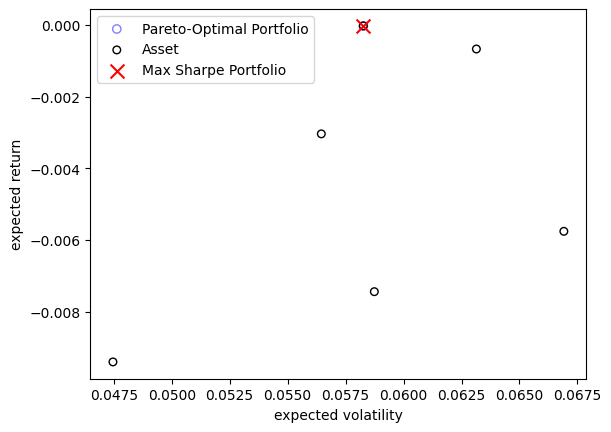 0.000
−0.002
−0.004
−0.006
−0.008
expected return
Pareto-Optimal Portfolio
Asset
Max Sharpe Portfolio
0.0475 0.0500 0.0525 0.0550 0.0575 0.0600 0.0625 0.0650 0.0675
expected volatility